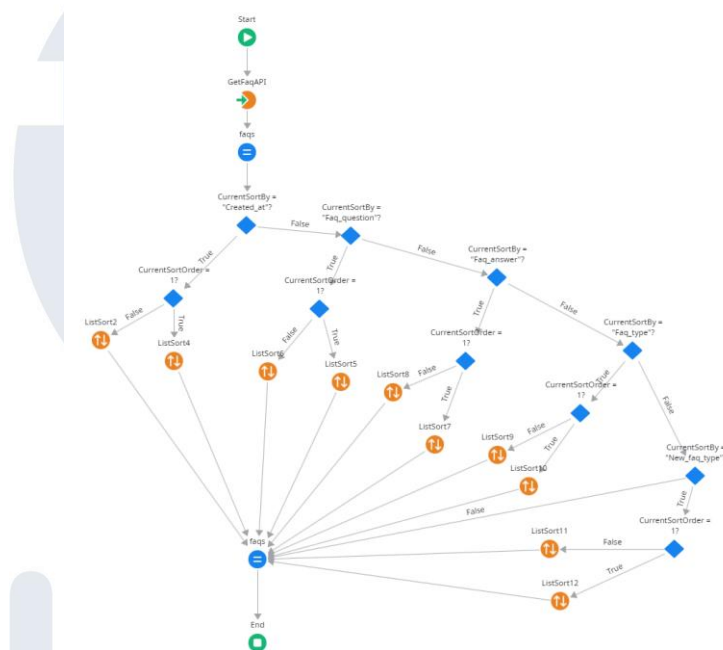 Start
GetFaqAPI
faqs
CurrentSortBy =
"Created_at"?
False
CurrentSortBy =
"Faq_question"?
True
False
CurrentSortBy =
"Faq_answer"?
CurrentSortOrder =
1?
True
CurrentSortOrder =
1?
True
False
False
True
ListSort2
ListSort4
False
True
ListSort5
CurrentSortOrder =
1?
CurrentSortBy =
"Faq_type"?
True
False
ListSort8
False
True
CurrentSortOrder =
1?
False
True
ListSort7
ListSort9
ListSort10
CurrentSortBy =
"New_faq_type"
False
True
CurrentSortOrder =
1?
ListSort11
False
True
ListSort12
faqs
End